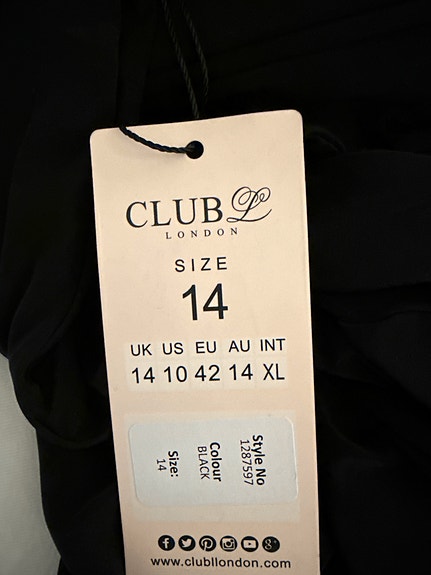 CLUB L
LONDON
SIZE
14
UK US EU AU INT
14 10 42 14 XL
Style No
1287597
Colour
BLACK
Size:
14
www.clubllondon.com